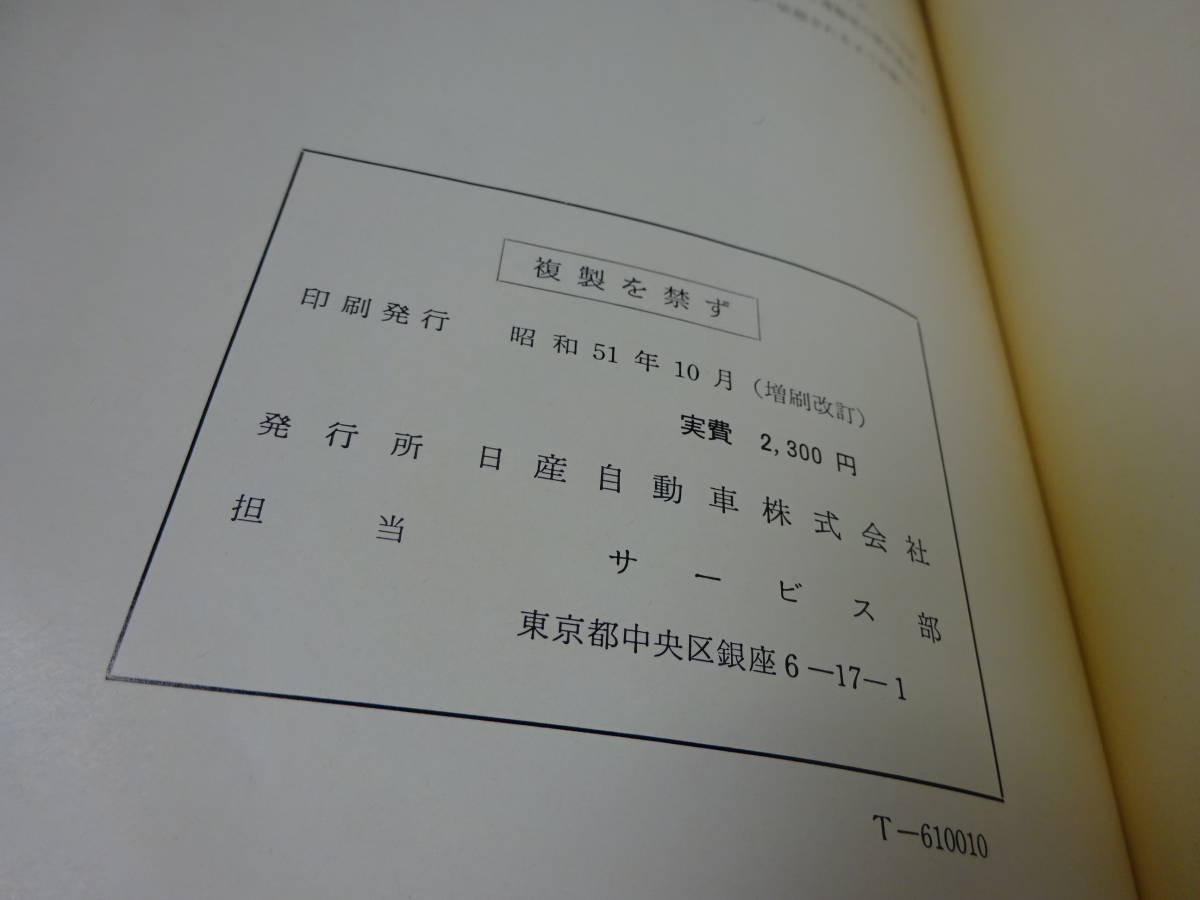 複製を禁ず
印刷発行 昭和51年10月(増刷改訂)
実費 2,300円
発行所 日産自動車株式会社
担当 サービス部
東京都中央区銀座6-17-1
T-610010